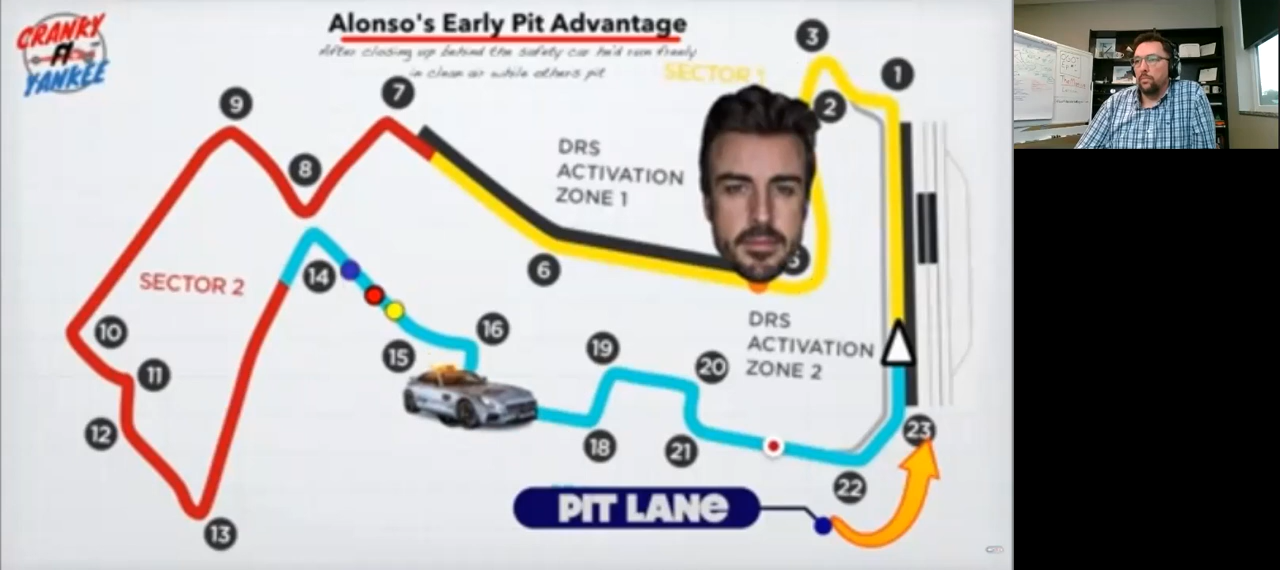 CRANKY
F1
YANKEE
Alonso's Early Pit Advantage
After closing up behind the safety car he'd run freely
in clean air while others pit
SECTOR 1
3
1
7
2
9
DRS
ACTIVATION
ZONE 1
8
6
SECTOR 2
14
DRS
ACTIVATION
ZONE 2
10
16
19
15
20
11
12
23
18
21
22
PIT LANE
13